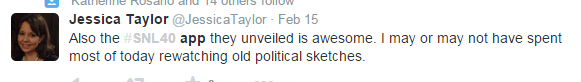 Katherine Rosario and 14 others follow
Jessica Taylor @JessicaTaylor · Feb 15
Also the #SNL40 app they unveiled is awesome. I may or may not have spent
most of today rewatching old political sketches.